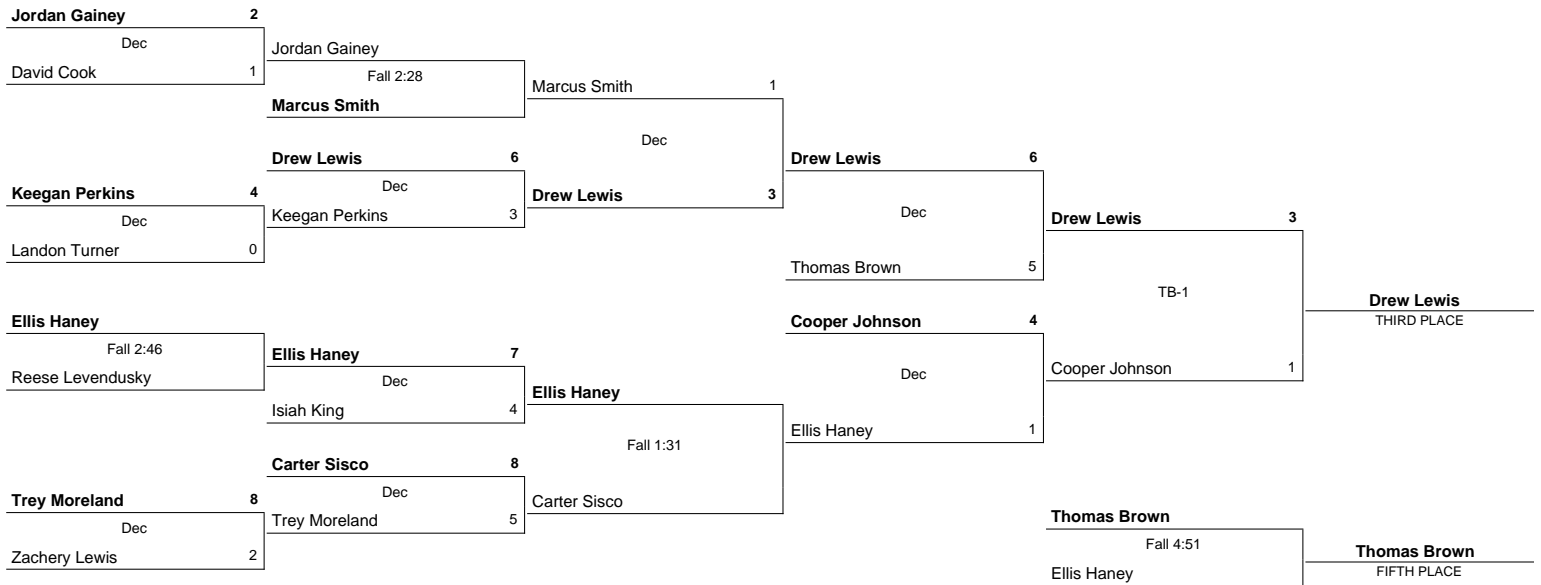 Jordan Gainey 2
Dec
David Cook 1
Jordan Gainey
Fall 2:28
Marcus Smith
Keegan Perkins 4
Dec
Landon Turner 0
Drew Lewis 6
Dec
Keegan Perkins 3
Marcus Smith 1
Dec
Drew Lewis 3
Drew Lewis 6
Dec
Thomas Brown 5
Ellis Haney
Fall 2:46
Reese Levendusky
Ellis Haney 7
Dec
Isiah King 4
Trey Moreland 8
Dec
Zachery Lewis 2
Carter Sisco 8
Dec
Trey Moreland 5
Ellis Haney
Fall 1:31
Carter Sisco
Cooper Johnson 4
Dec
Ellis Haney 1
Drew Lewis 3
TB-1
Cooper Johnson 1
Drew Lewis
THIRD PLACE
Thomas Brown
Fall 4:51
Ellis Haney
Thomas Brown
FIFTH PLACE